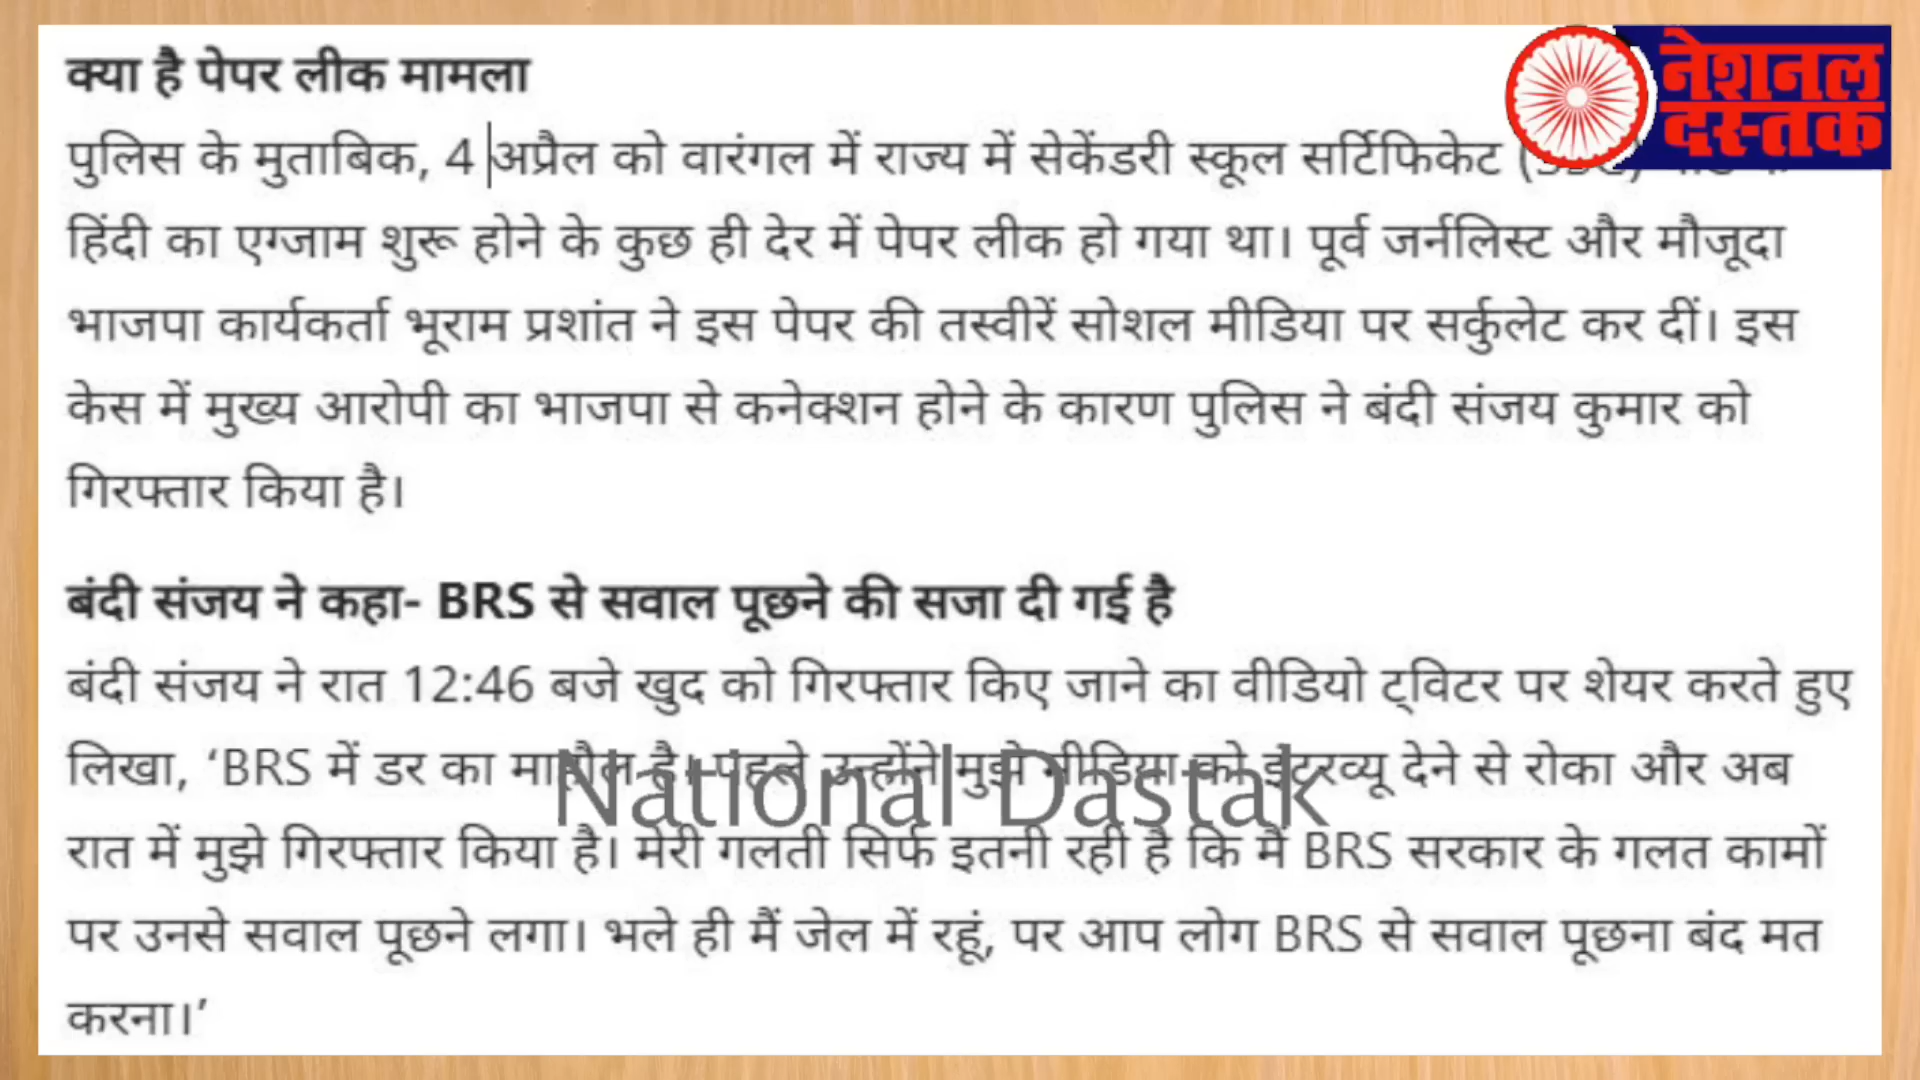 क्या है पेपर लीक मामला
नेशनल
दस्तक
पुलिस के मुताबिक, 4 अप्रैल को वारंगल में राज्य में सेकेंडरी स्कूल सर्टिफिकेट
हिंदी का एग्जाम शुरू होने के कुछ ही देर में पेपर लीक हो गया था। पूर्व जर्नलिस्ट और मौजूदा
भाजपा कार्यकर्ता भूराम प्रशांत ने इस पेपर की तस्वीरें सोशल मीडिया पर सर्कुलेट कर दीं। इस
केस में मुख्य आरोपी का भाजपा से कनेक्शन होने के कारण पुलिस ने बंदी संजय कुमार को
गिरफ्तार किया है।
बंदी संजय ने कहा- BRS से सवाल पूछने की सजा दी गई है
बंदी संजय ने रात 12:46 बजे खुद को गिरफ्तार किए जाने का वीडियो ट्विटर पर शेयर करते हुए
लिखा, ‘BRS में डर का माहौल है। पहले उन्होंने मुझे मीडिया को इंटरव्यू देने से रोका और अब
National Dastak
रात में मुझे गिरफ्तार किया है। मेरी गलती सिर्फ इतनी रही है कि मैं BRS सरकार के गलत कामों
पर उनसे सवाल पूछने लगा। भले ही मैं जेल में रहूं, पर आप लोग BRS से सवाल पूछना बंद मत
करना।’